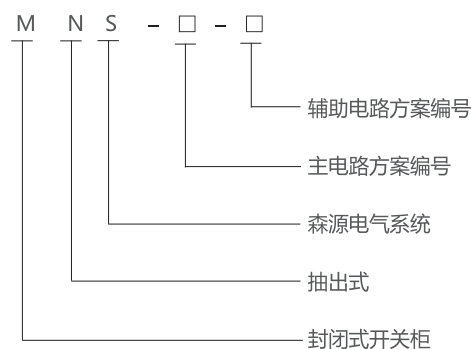 M N S - □ - □
辅助电路方案编号
主电路方案编号
森源电气系统
抽出式
封闭式开关柜